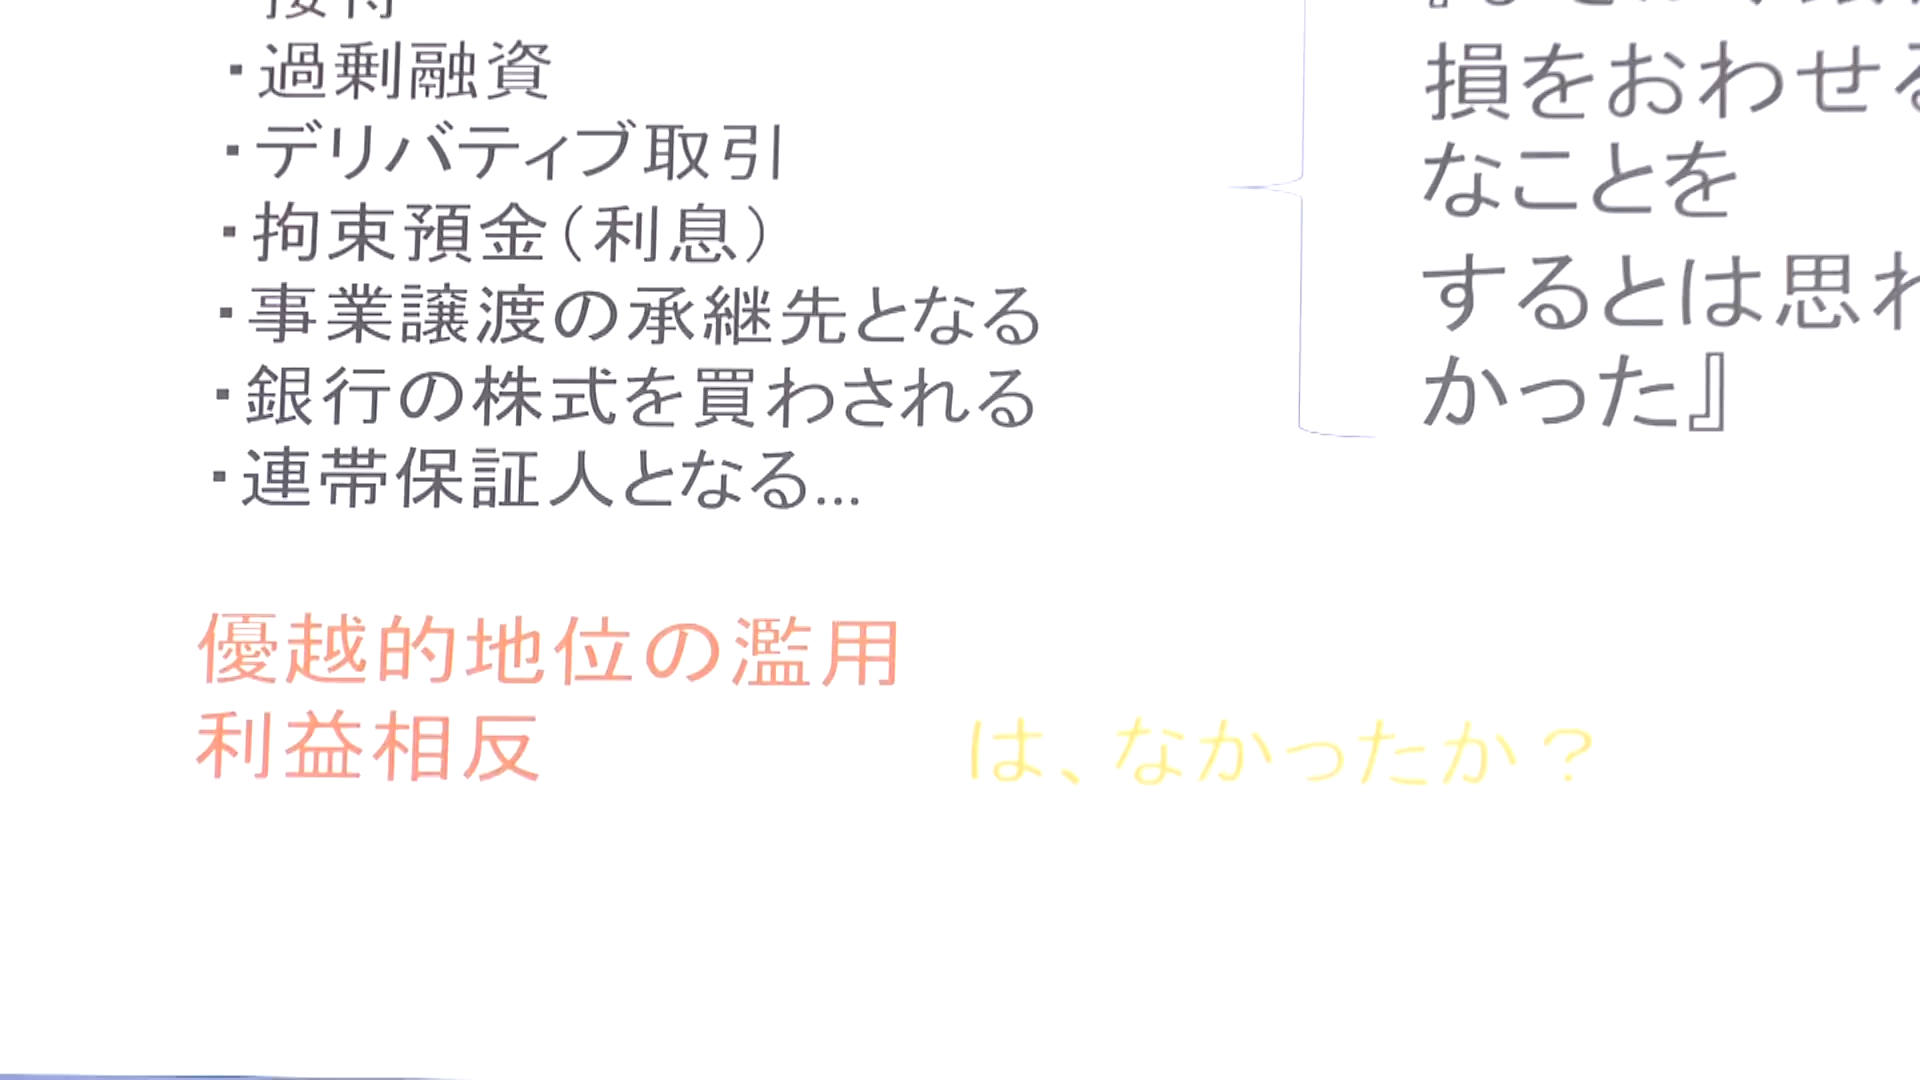 ・過剰融資
・デリバティブ取引
・拘束預金（利息）
・事業譲渡の承継先となる
・銀行の株式を買わされる
・連帯保証人となる...
損をおわせる
なことを
するとは思わ
かった』
優越的地位の濫用
利益相反
は、なかったか？